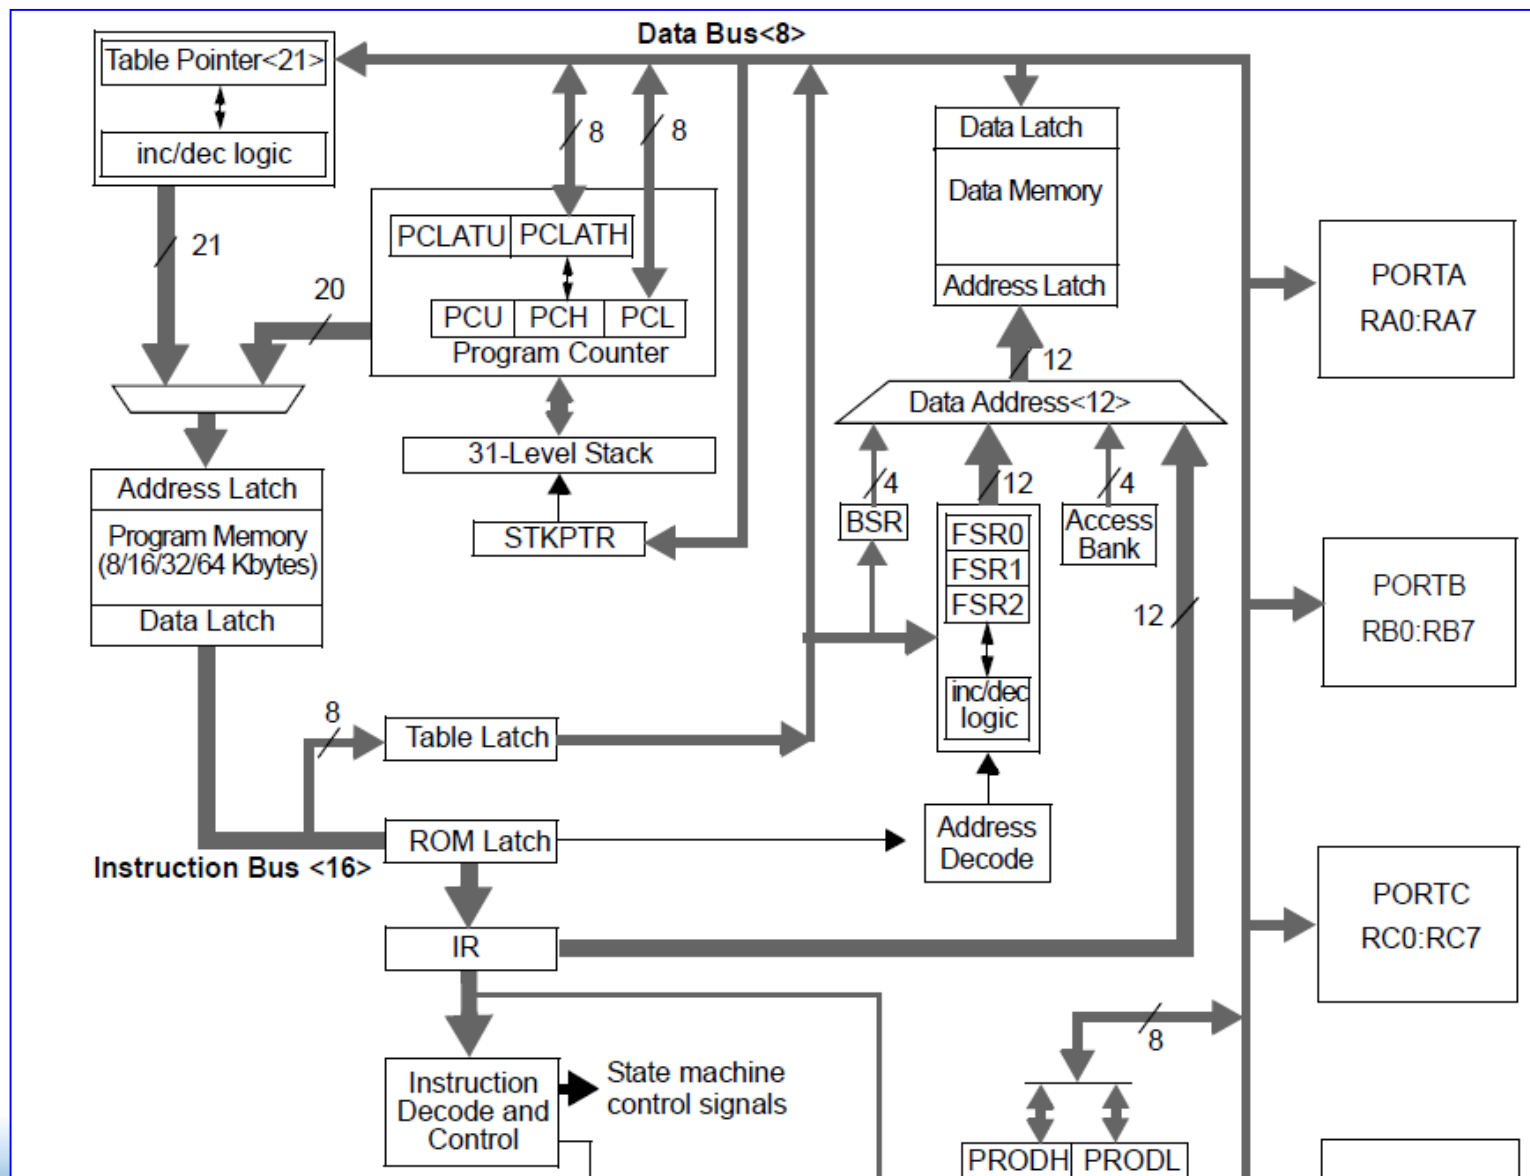 Data Bus<8>
Table Pointer<21>
inc/dec logic
21
20
8
8
PCLATU PCLATH
PCU PCH PCL
Program Counter
31-Level Stack
STKPTR
Address Latch
Program Memory
(8/16/32/64 Kbytes)
Data Latch
Data Latch
Data Memory
Address Latch
12
Data Address<12>
4
12
4
BSR
FSR0
FSR1
FSR2
inc/dec
logic
Access
Bank
12
8
Table Latch
ROM Latch
Address
Decode
Instruction Bus <16>
IR
Instruction
Decode and
Control
State machine
control signals
8
PRODH PRODL
PORTA
RA0:RA7
PORTB
RB0:RB7
PORTC
RC0:RC7